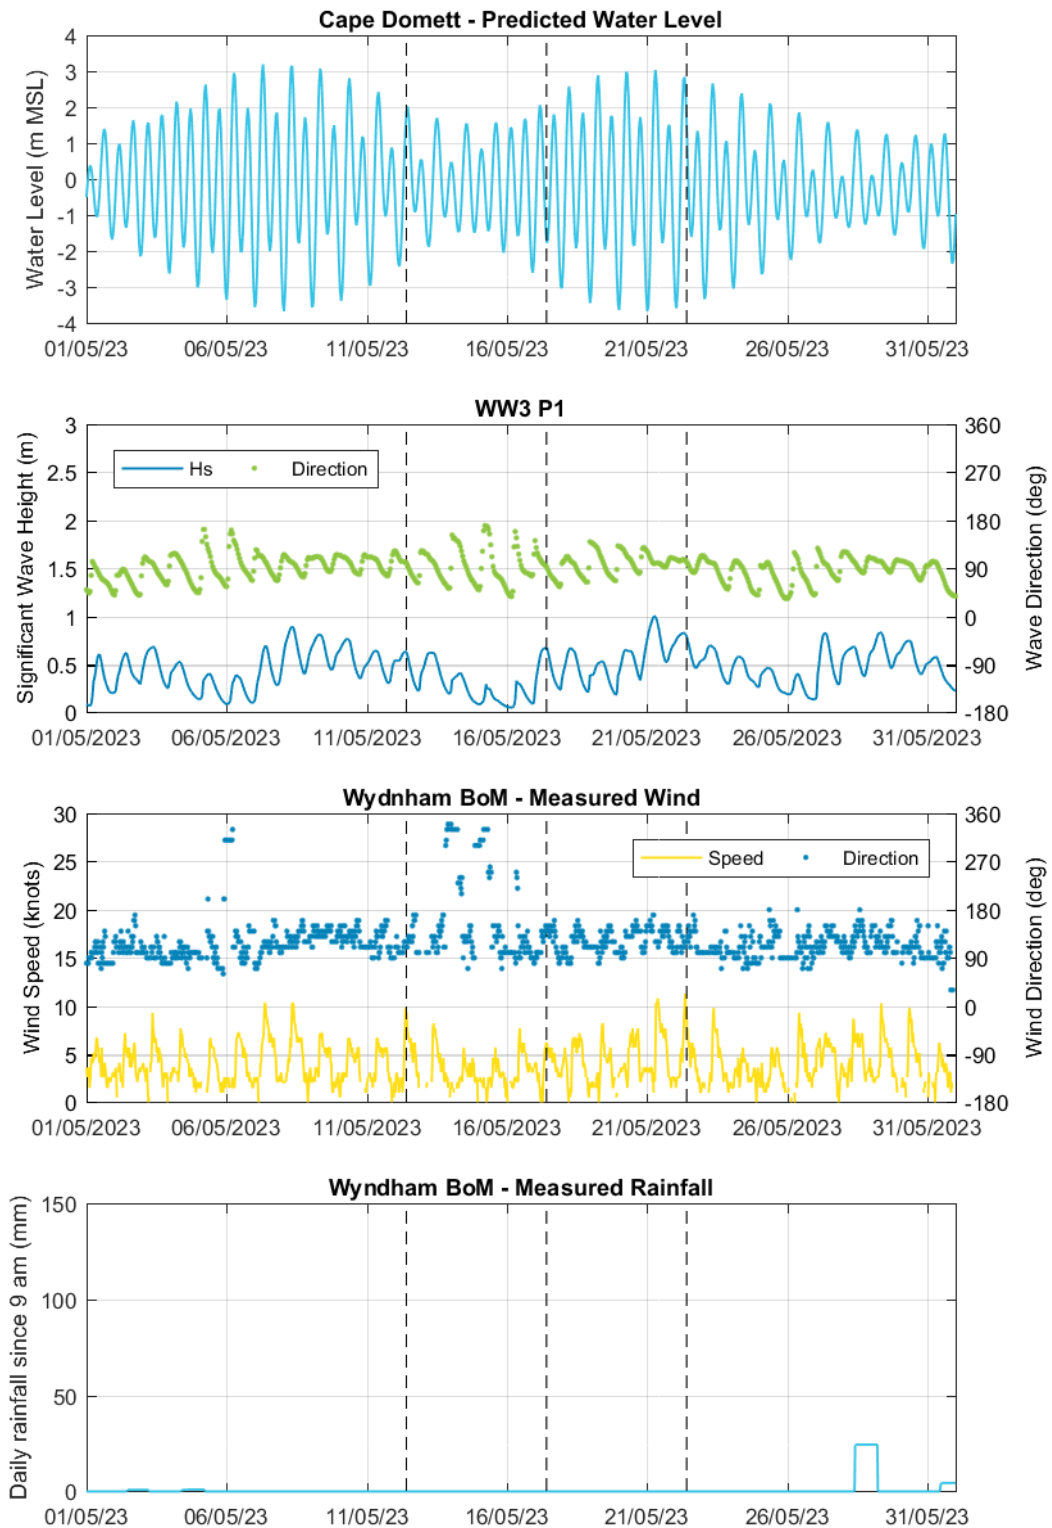 Cape Domett - Predicted Water Level
Water Level (m MSL)
4
3
2
1
0
-1
-2
-3
-4
01/05/23 06/05/23 11/05/23 16/05/23 21/05/23 26/05/23 31/05/23
WW3 P1
Significant Wave Height (m)
3
2.5
2
1.5
1
0.5
0
Hs Direction
360
270
180
90
0
-90
-180
Wave Direction (deg)
01/05/2023 06/05/2023 11/05/2023 16/05/2023 21/05/2023 26/05/2023 31/05/2023
Wydnham BoM - Measured Wind
Wind Speed (knots)
30
25
20
15
10
5
0
Speed Direction
360
270
180
90
0
-90
-180
Wind Direction (deg)
01/05/2023 06/05/2023 11/05/2023 16/05/2023 21/05/2023 26/05/2023 31/05/2023
Wyndham BoM - Measured Rainfall
Daily rainfall since 9 am (mm)
150
100
50
0
01/05/23 06/05/23 11/05/23 16/05/23 21/05/23 26/05/23 31/05/23